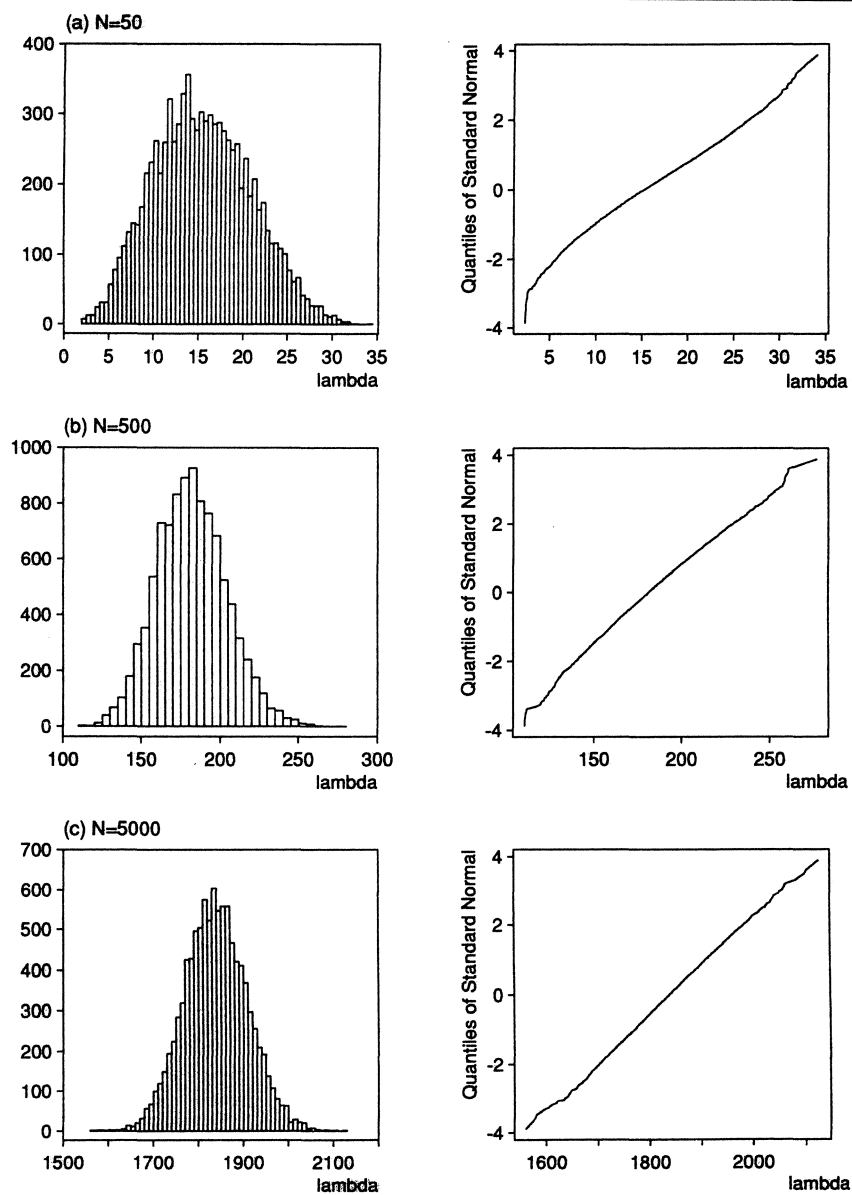 (a) N=50
400
300
200
100
0
0 5 10 15 20 25 30 35
lambda
Quantiles of Standard Normal
4
2
0
-2
-4
5 10 15 20 25 30 35
lambda
(b) N=500
1000
800
600
400
200
0
100 150 200 250 300
lambda
Quantiles of Standard Normal
4
2
0
-2
-4
150 200 250
lambda
(c) N=5000
700
600
500
400
300
200
100
0
1500 1700 1900 2100
lambda
Quantiles of Standard Normal
4
2
0
-2
-4
1600 1800 2000
lambda